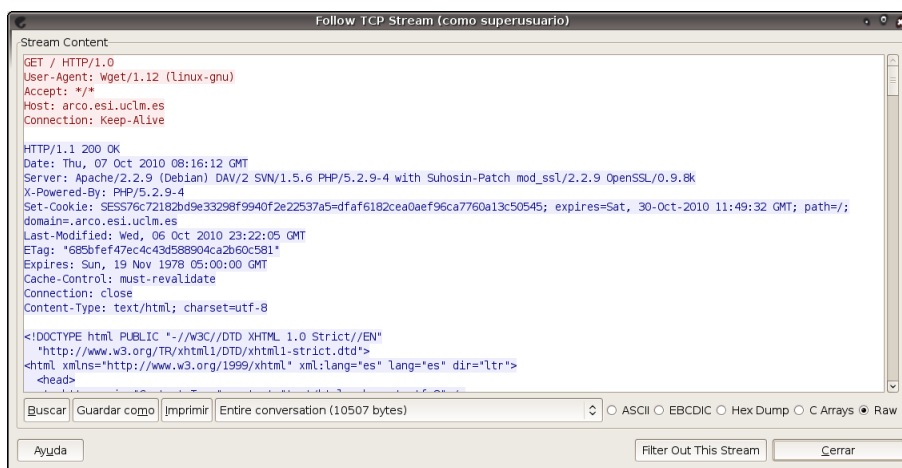 Follow TCP Stream (como superusuario)
Stream Content
GET / HTTP/1.0
User-Agent: Wget/1.12 (linux-gnu)
Accept: */*
Host: arco.esi.uclm.es
Connection: Keep-Alive
HTTP/1.1 200 OK
Date: Thu, 07 Oct 2010 08:16:12 GMT
Server: Apache/2.2.9 (Debian) DAV/2 SVN/1.5.6 PHP/5.2.9-4 with Suhosin-Patch mod_ssl/2.2.9 OpenSSL/0.9.8k
X-Powered-By: PHP/5.2.9-4
Set-Cookie: SESS76c72182bd9e33298f9940f2e22537a5=dfaf6182cea0aef96ca7760a13c50545; expires=Sat, 30-Oct-2010 11:49:32 GMT; path=/;
domain=.arco.esi.uclm.es
Last-Modified: Wed, 06 Oct 2010 23:22:05 GMT
ETag: "685bfef47ec4c43d588904ca2b60c581"
Expires: Sun, 19 Nov 1978 05:00:00 GMT
Cache-Control: must-revalidate
Connection: close
Content-Type: text/html; charset=utf-8
<!DOCTYPE html PUBLIC "-//W3C//DTD XHTML 1.0 Strict//EN"
"http://www.w3.org/TR/xhtml1/DTD/xhtml1-strict.dtd">
<html xmlns="http://www.w3.org/1999/xhtml" xml:lang="es" lang="es" dir="ltr">
<head>
Buscar Guardar como Imprimir Entire conversation (10507 bytes) ASCII EBCDIC Hex Dump C Arrays Raw
Ayuda Filter Out This Stream Cerrar